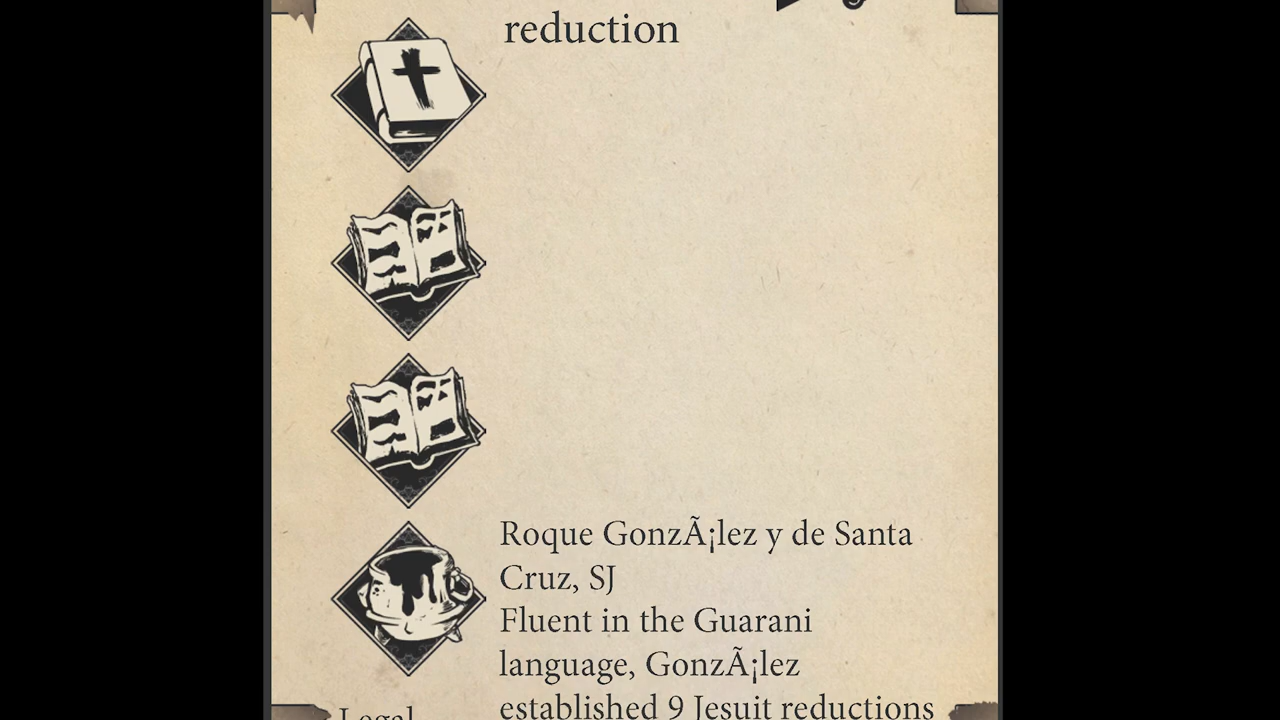 reduction
Roque GonzÃ¡lez y de Santa
Cruz, SJ
Fluent in the Guarani
language, GonzÃ¡lez
established 9 Jesuit reductions
Legal